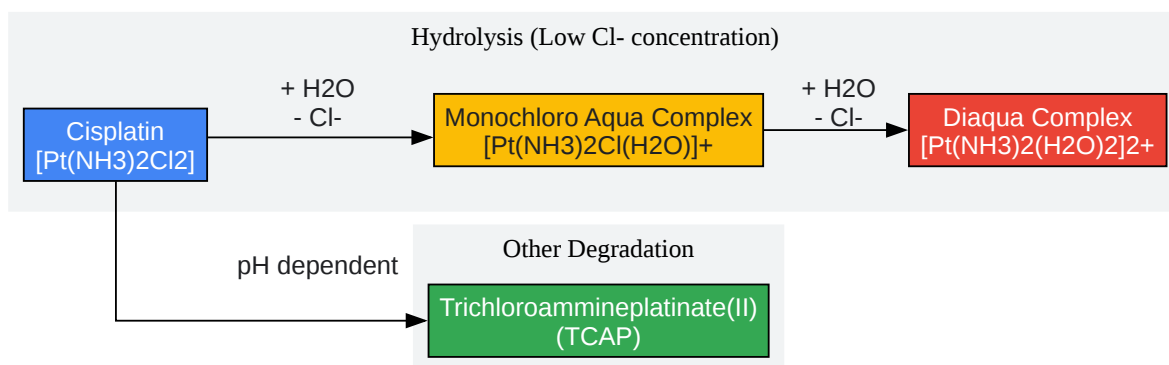 Hydrolysis (Low Cl- concentration)
+ H2O
- Cl-
+ H2O
- Cl-
Cisplatin
[Pt(NH3)2Cl2]
Monochloro Aqua Complex
[Pt(NH3)2Cl(H2O)]+
Diaqua Complex
[Pt(NH3)2(H2O)2]2+
pH dependent
Other Degradation
Trichloroammineplatinate(II)
(TCAP)